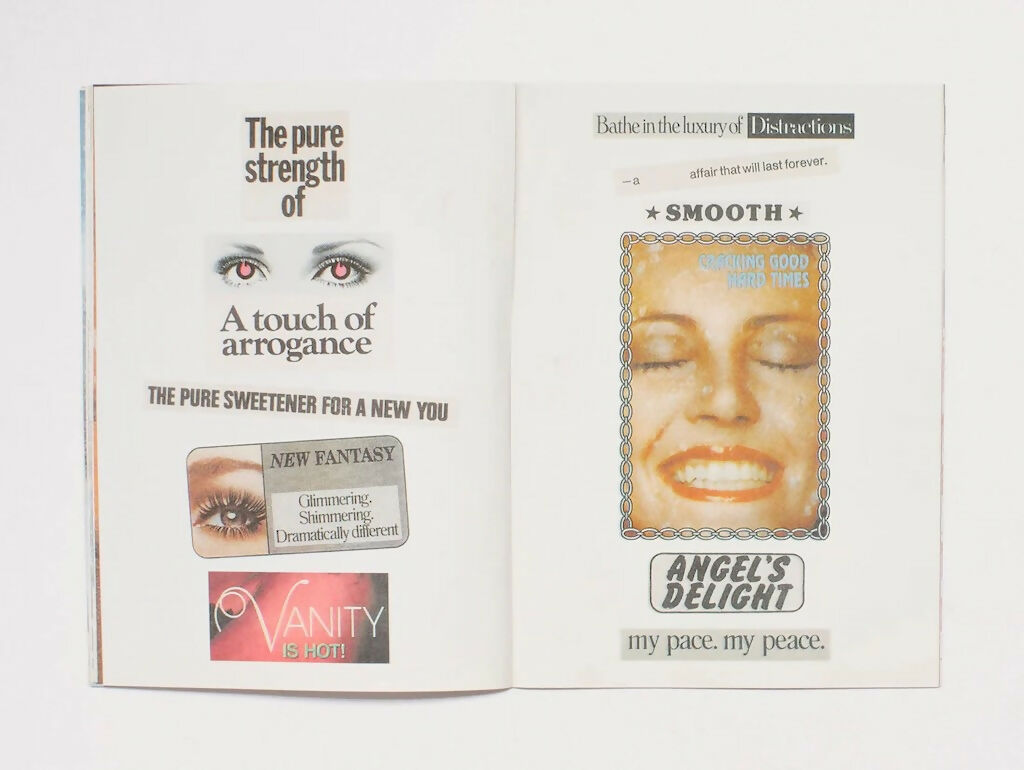 The pure
strength
of
A touch of
arrogance
THE PURE SWEETENER FOR A NEW YOU
NEW FANTASY
Glimmering.
Shimmering.
Dramatically different
VANITY
IS HOT!
Bathe in the luxury of Distractions
—a affair that will last forever.
★ SMOOTH ★
CRACKING GOOD
HARD TIMES
ANGEL'S
DELIGHT
my pace. my peace.